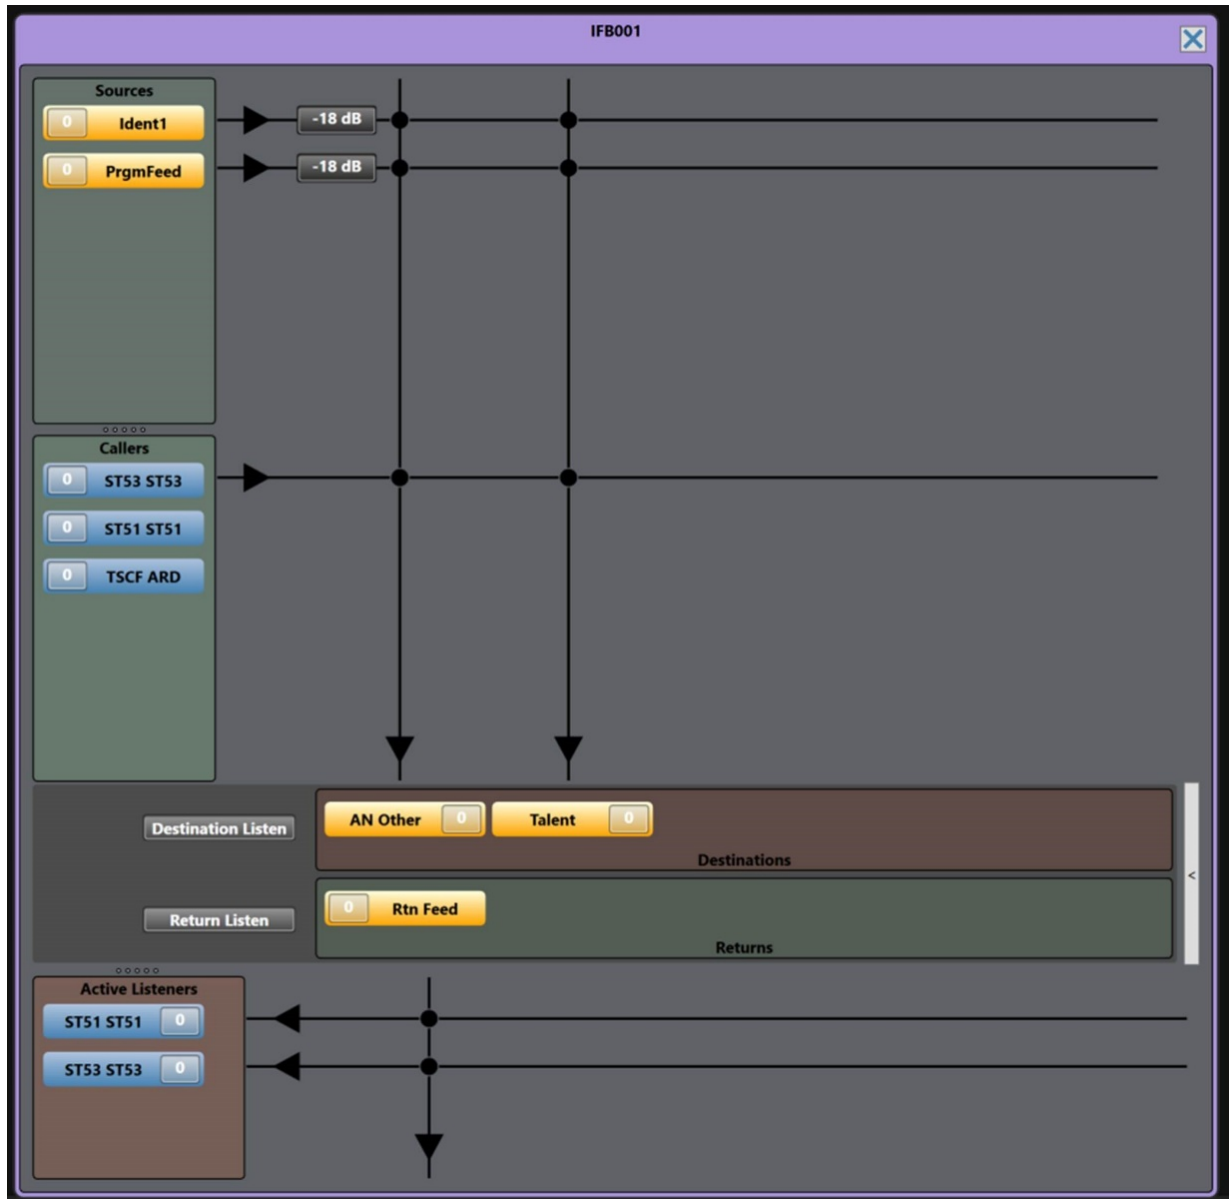 IFB001
Sources
0 Ident1 -18 dB
0 PrgmFeed -18 dB
Callers
0 ST53 ST53
0 ST51 ST51
0 TSCF ARD
Destination Listen
AN Other 0 Talent 0
Destinations
<
Return Listen
0 Rtn Feed
Returns
Active Listeners
ST51 ST51 0
ST53 ST53 0